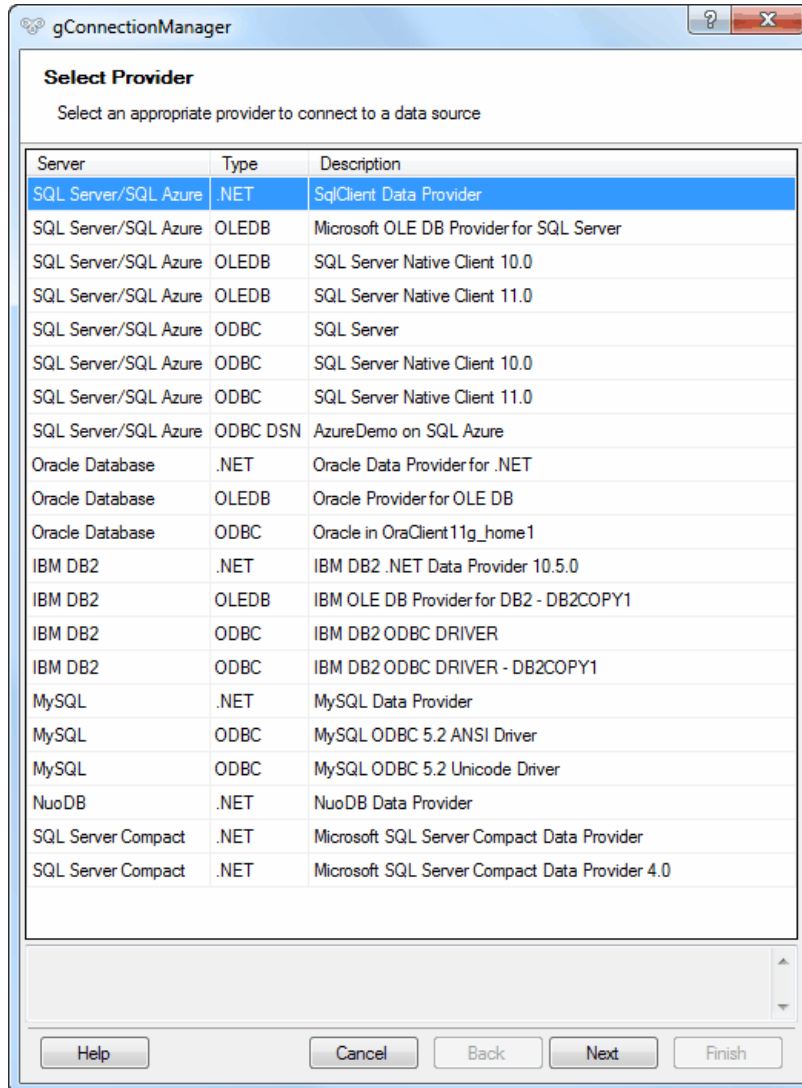 gConnectionManager
Select Provider
Select an appropriate provider to connect to a data source
Server Type Description
SQL Server/SQL Azure .NET SqlClient Data Provider
SQL Server/SQL Azure OLEDB Microsoft OLE DB Provider for SQL Server
SQL Server/SQL Azure OLEDB SQL Server Native Client 10.0
SQL Server/SQL Azure OLEDB SQL Server Native Client 11.0
SQL Server/SQL Azure ODBC SQL Server
SQL Server/SQL Azure ODBC SQL Server Native Client 10.0
SQL Server/SQL Azure ODBC SQL Server Native Client 11.0
SQL Server/SQL Azure ODBC DSN AzureDemo on SQL Azure
Oracle Database .NET Oracle Data Provider for .NET
Oracle Database OLEDB Oracle Provider for OLE DB
Oracle Database ODBC Oracle in OraClient11g_home1
IBM DB2 .NET IBM DB2 .NET Data Provider 10.5.0
IBM DB2 OLEDB IBM OLE DB Provider for DB2 - DB2COPY1
IBM DB2 ODBC IBM DB2 ODBC DRIVER
IBM DB2 ODBC IBM DB2 ODBC DRIVER - DB2COPY1
MySQL .NET MySQL Data Provider
MySQL ODBC MySQL ODBC 5.2 ANSI Driver
MySQL ODBC MySQL ODBC 5.2 Unicode Driver
NuoDB .NET NuoDB Data Provider
SQL Server Compact .NET Microsoft SQL Server Compact Data Provider
SQL Server Compact .NET Microsoft SQL Server Compact Data Provider 4.0
Help Cancel Back Next Finish